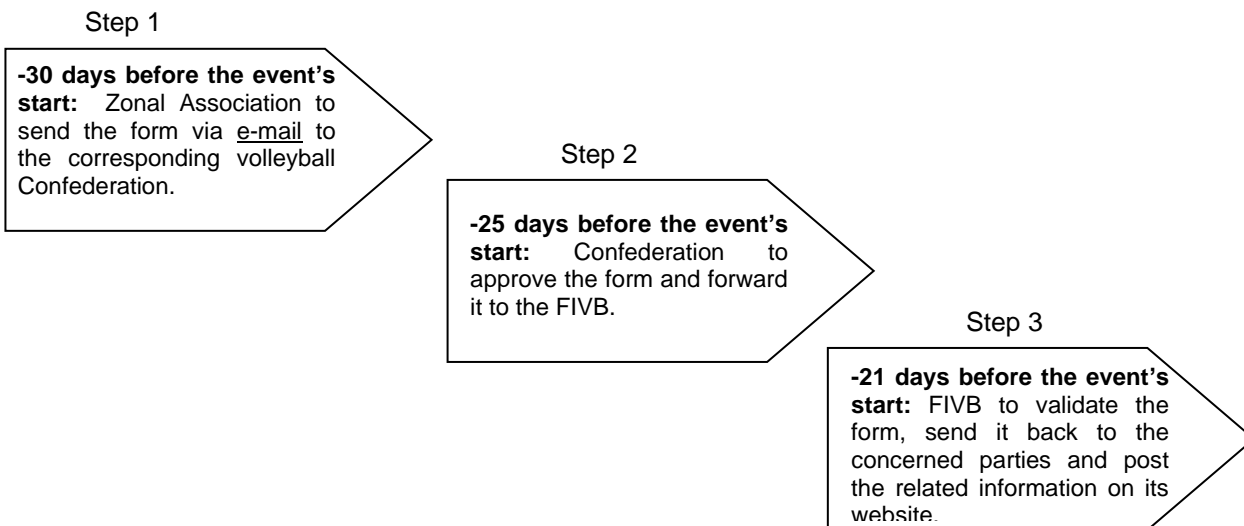 Step 1
-30 days before the event's
start: Zonal Association to
send the form via e-mail to
the corresponding volleyball
Confederation.
Step 2
-25 days before the event's
start: Confederation to
approve the form and forward
it to the FIVB.
Step 3
-21 days before the event's
start: FIVB to validate the
form, send it back to the
concerned parties and post
the related information on its
website.